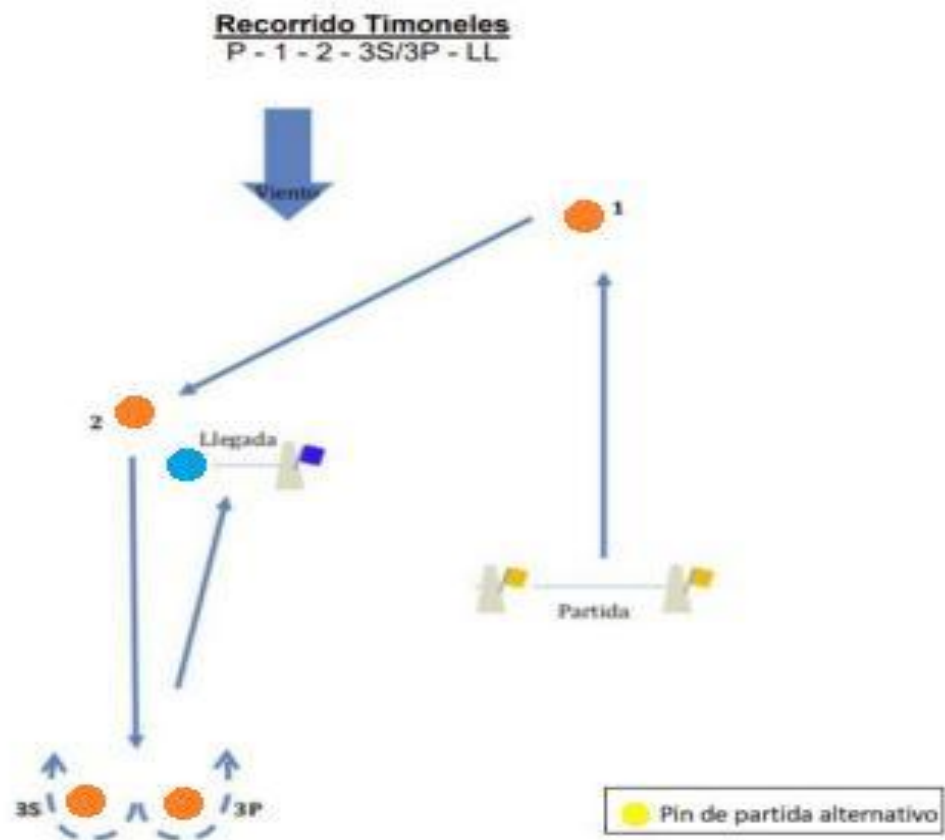 Recorrido Timoneles
P - 1 - 2 - 3S/3P - LL
Viento
1
2
Llegada
Partida
3S
3P
Pin de partida alternativo